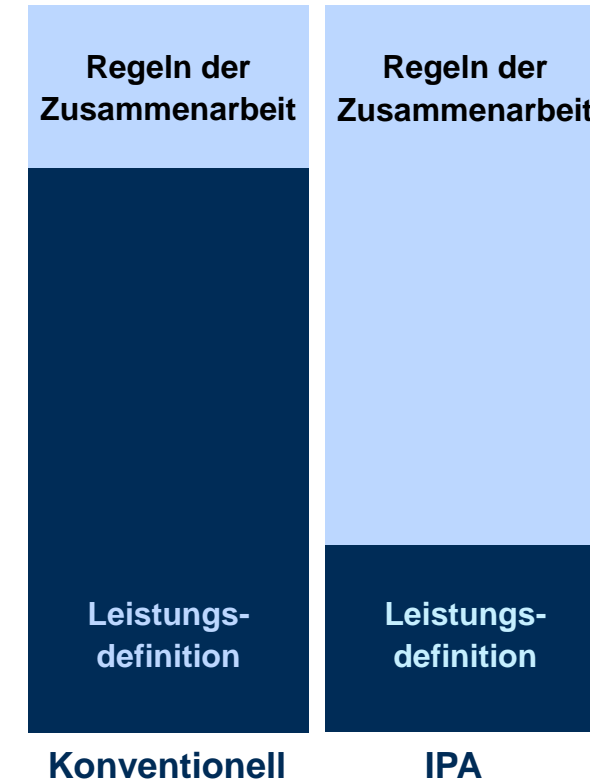 Regeln der
Zusammenarbeit
Leistungs-
definition
Konventionell
Regeln der
Zusammenarbeit
Leistungs-
definition
IPA